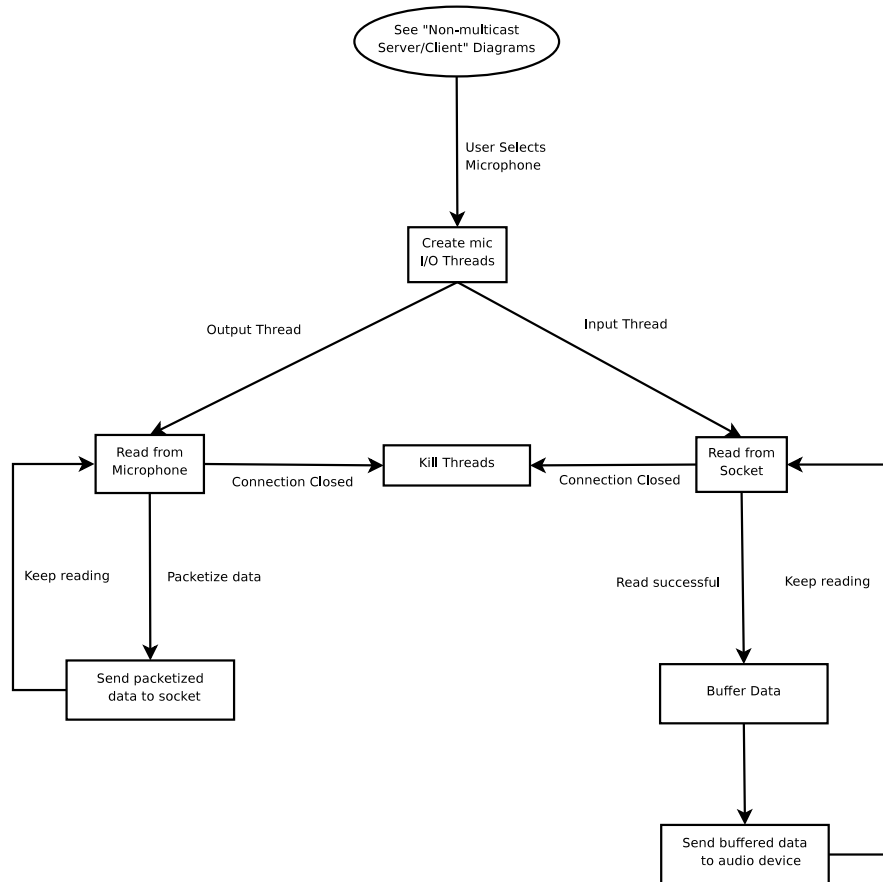 See "Non-multicast
Server/Client" Diagrams
User Selects
Microphone
Create mic
I/O Threads
Output Thread
Input Thread
Read from
Microphone
Kill Threads
Read from
Socket
Connection Closed
Connection Closed
Keep reading
Packetize data
Read successful
Keep reading
Send packetized
data to socket
Buffer Data
Send buffered data
to audio device